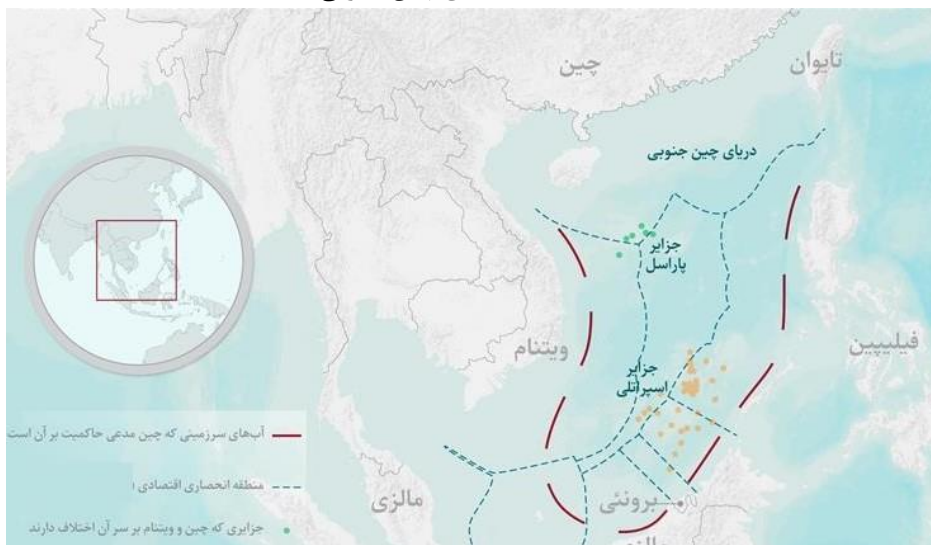 چین
تایوان
دریای چین جنوبی
جزایر
پاراسل
ویتنام
فیلیپین
جزایر
اسپراتلی
آب‌های سرزمینی که چین مدعی حاکمیت بر آن است
منطقه انحصاری اقتصادی (
مالزی
برونئی
جزایری که چین و ویتنام بر سر آن اختلاف دارند